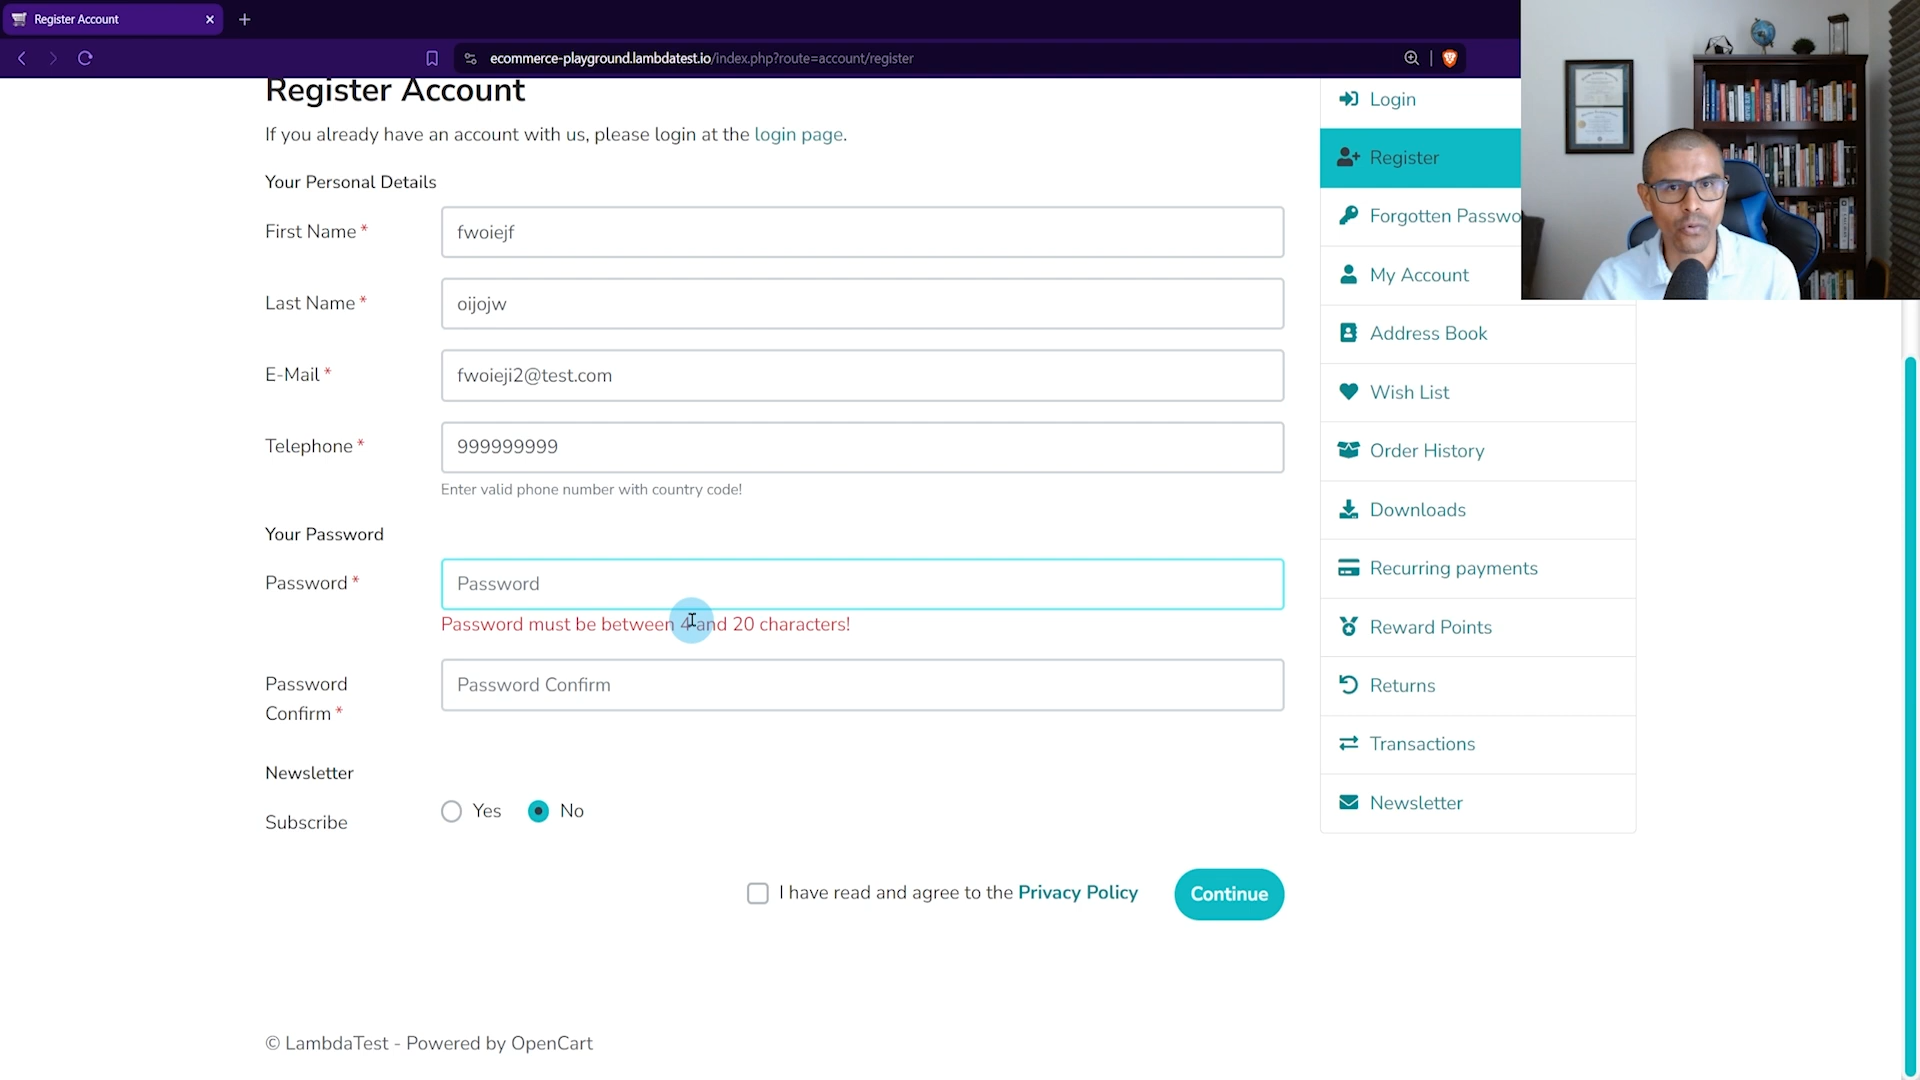 Register Account
ecommerce-playground.lambdatest.io/index.php?route=account/register
Register Account
If you already have an account with us, please login at the login page.
Your Personal Details
First Name *
fwoiejf
Last Name *
oijojw
E-Mail *
fwoieji2@test.com
Telephone *
999999999
Enter valid phone number with country code!
Your Password
Password *
Password
Password must be between 4 and 20 characters!
Password Confirm *
Password Confirm
Newsletter
Subscribe
Yes
No
I have read and agree to the Privacy Policy
Continue
Login
Register
Forgotten Passwo
My Account
Address Book
Wish List
Order History
Downloads
Recurring payments
Reward Points
Returns
Transactions
Newsletter
© LambdaTest - Powered by OpenCart